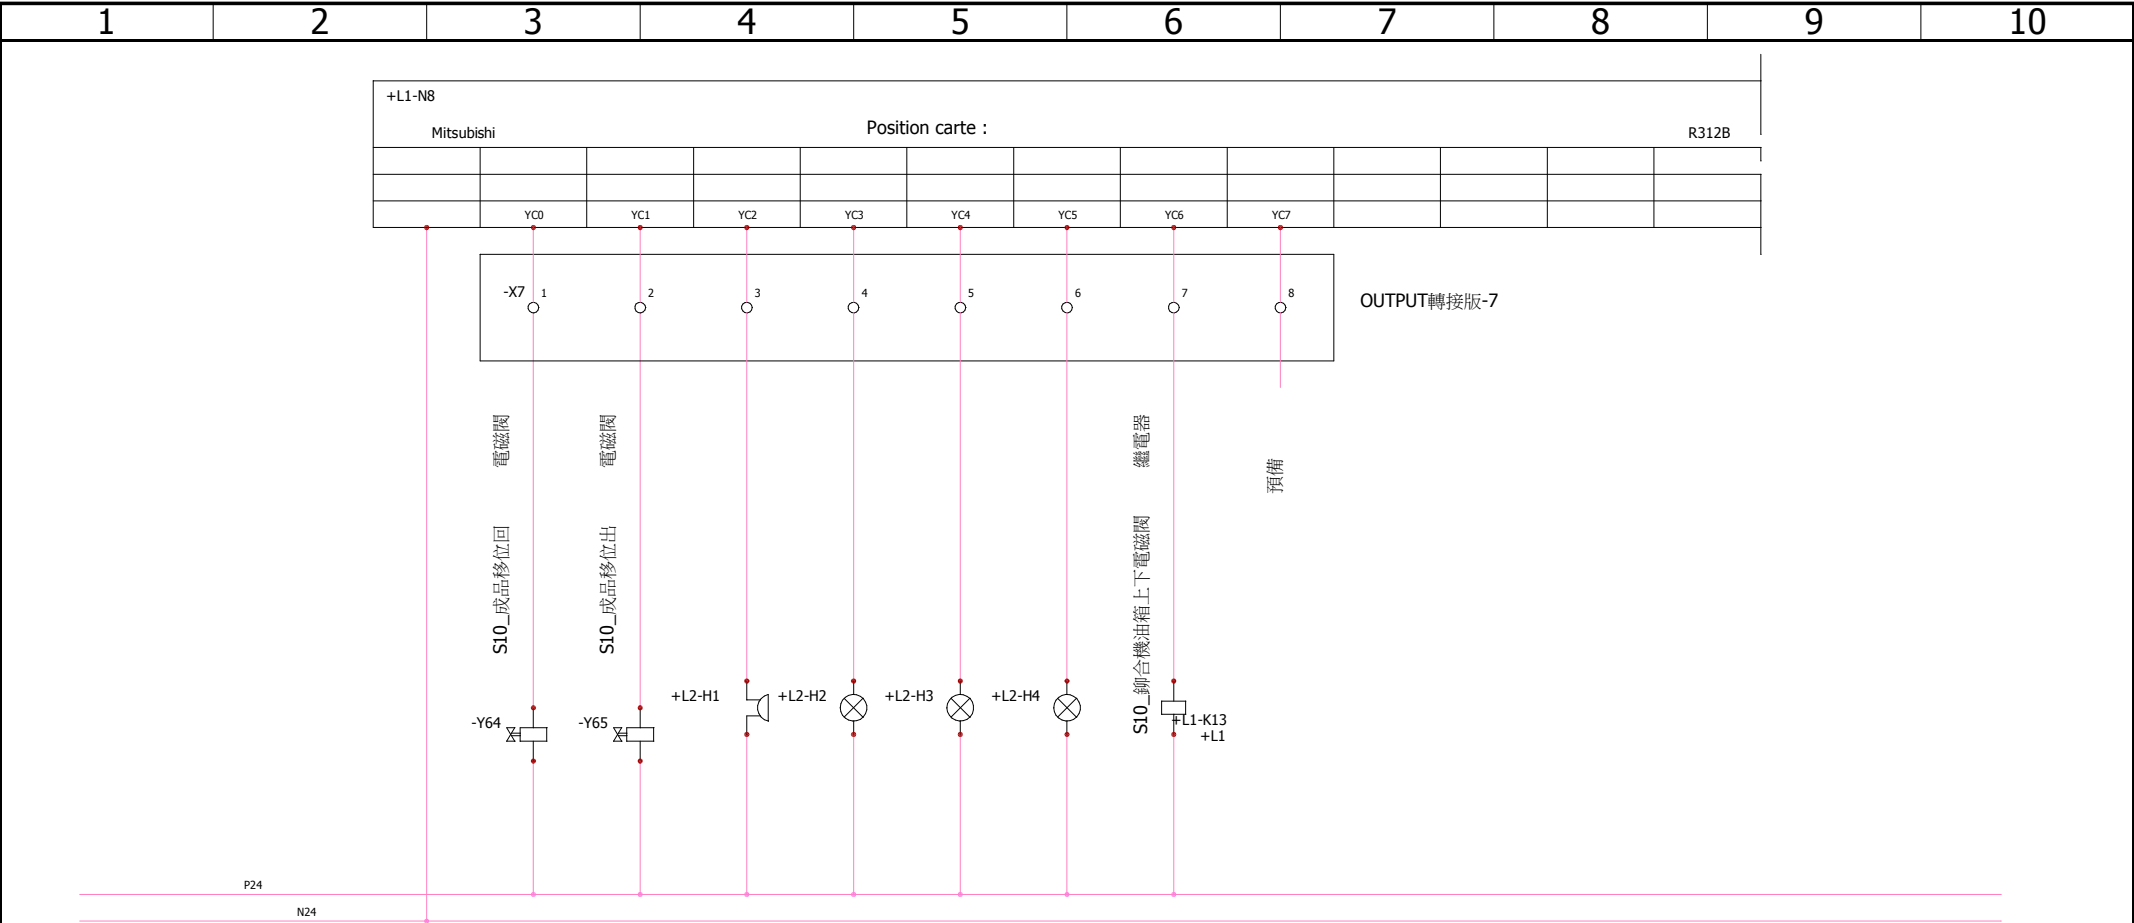 1 2 3 4 5 6 7 8 9 10
+L1-N8
Mitsubishi Position carte : R312B
YC0 YC1 YC2 YC3 YC4 YC5 YC6 YC7
-X7 1 2 3 4 5 6 7 8
OUTPUT轉接版-7
電磁閥
電磁閥
繼電器
預備
S10_成品移位回
S10_成品移位出
S10_鉚合機油箱上下電磁閥
+L2-H1 +L2-H2 +L2-H3 +L2-H4
-Y64 -Y65 +L1-K13
+L1
P24
N24